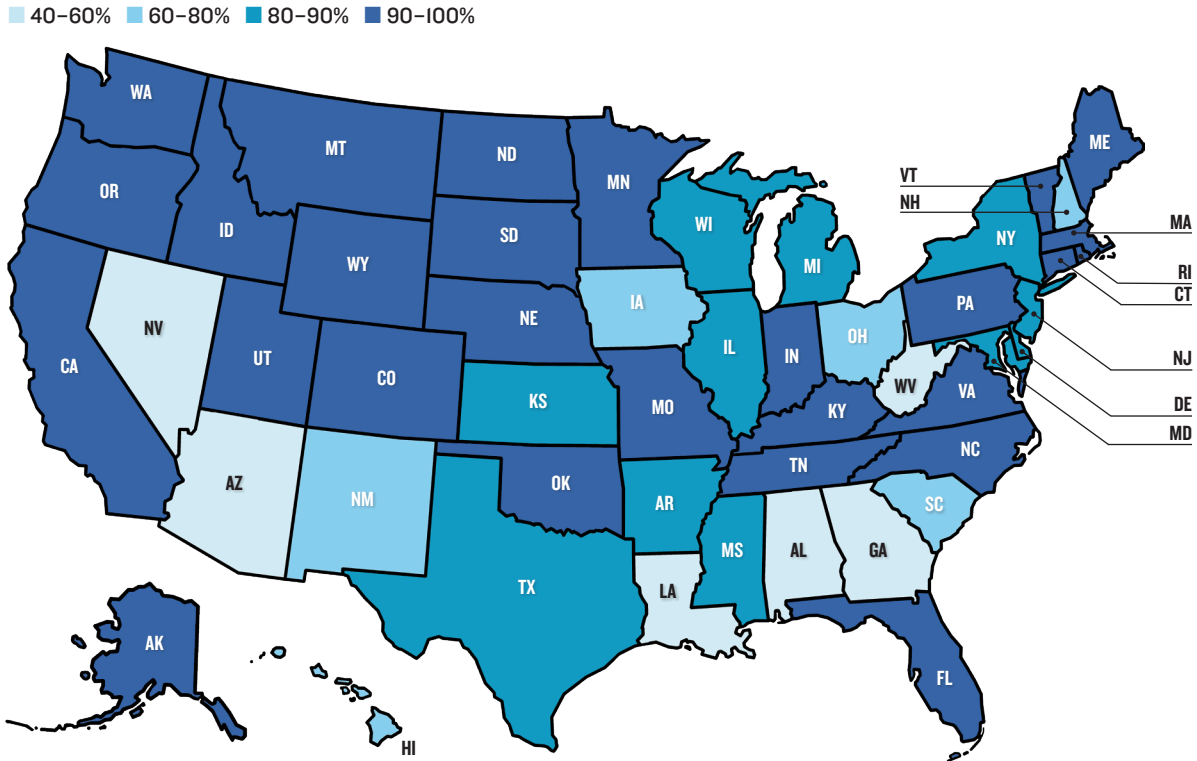 40–60% 60–80% 80–90% 90–100%
WA
MT
ND
MN
ME
VT
NH
OR
ID
SD
WI
NY
MA
WY
MI
RI
CT
NV
IA
PA
NE
OH
CA
UT
CO
IL
IN
NJ
WV
VA
KS
MO
KY
DE
MD
AZ
NM
OK
TN
NC
AR
SC
MS
AL
GA
TX
LA
AK
FL
HI